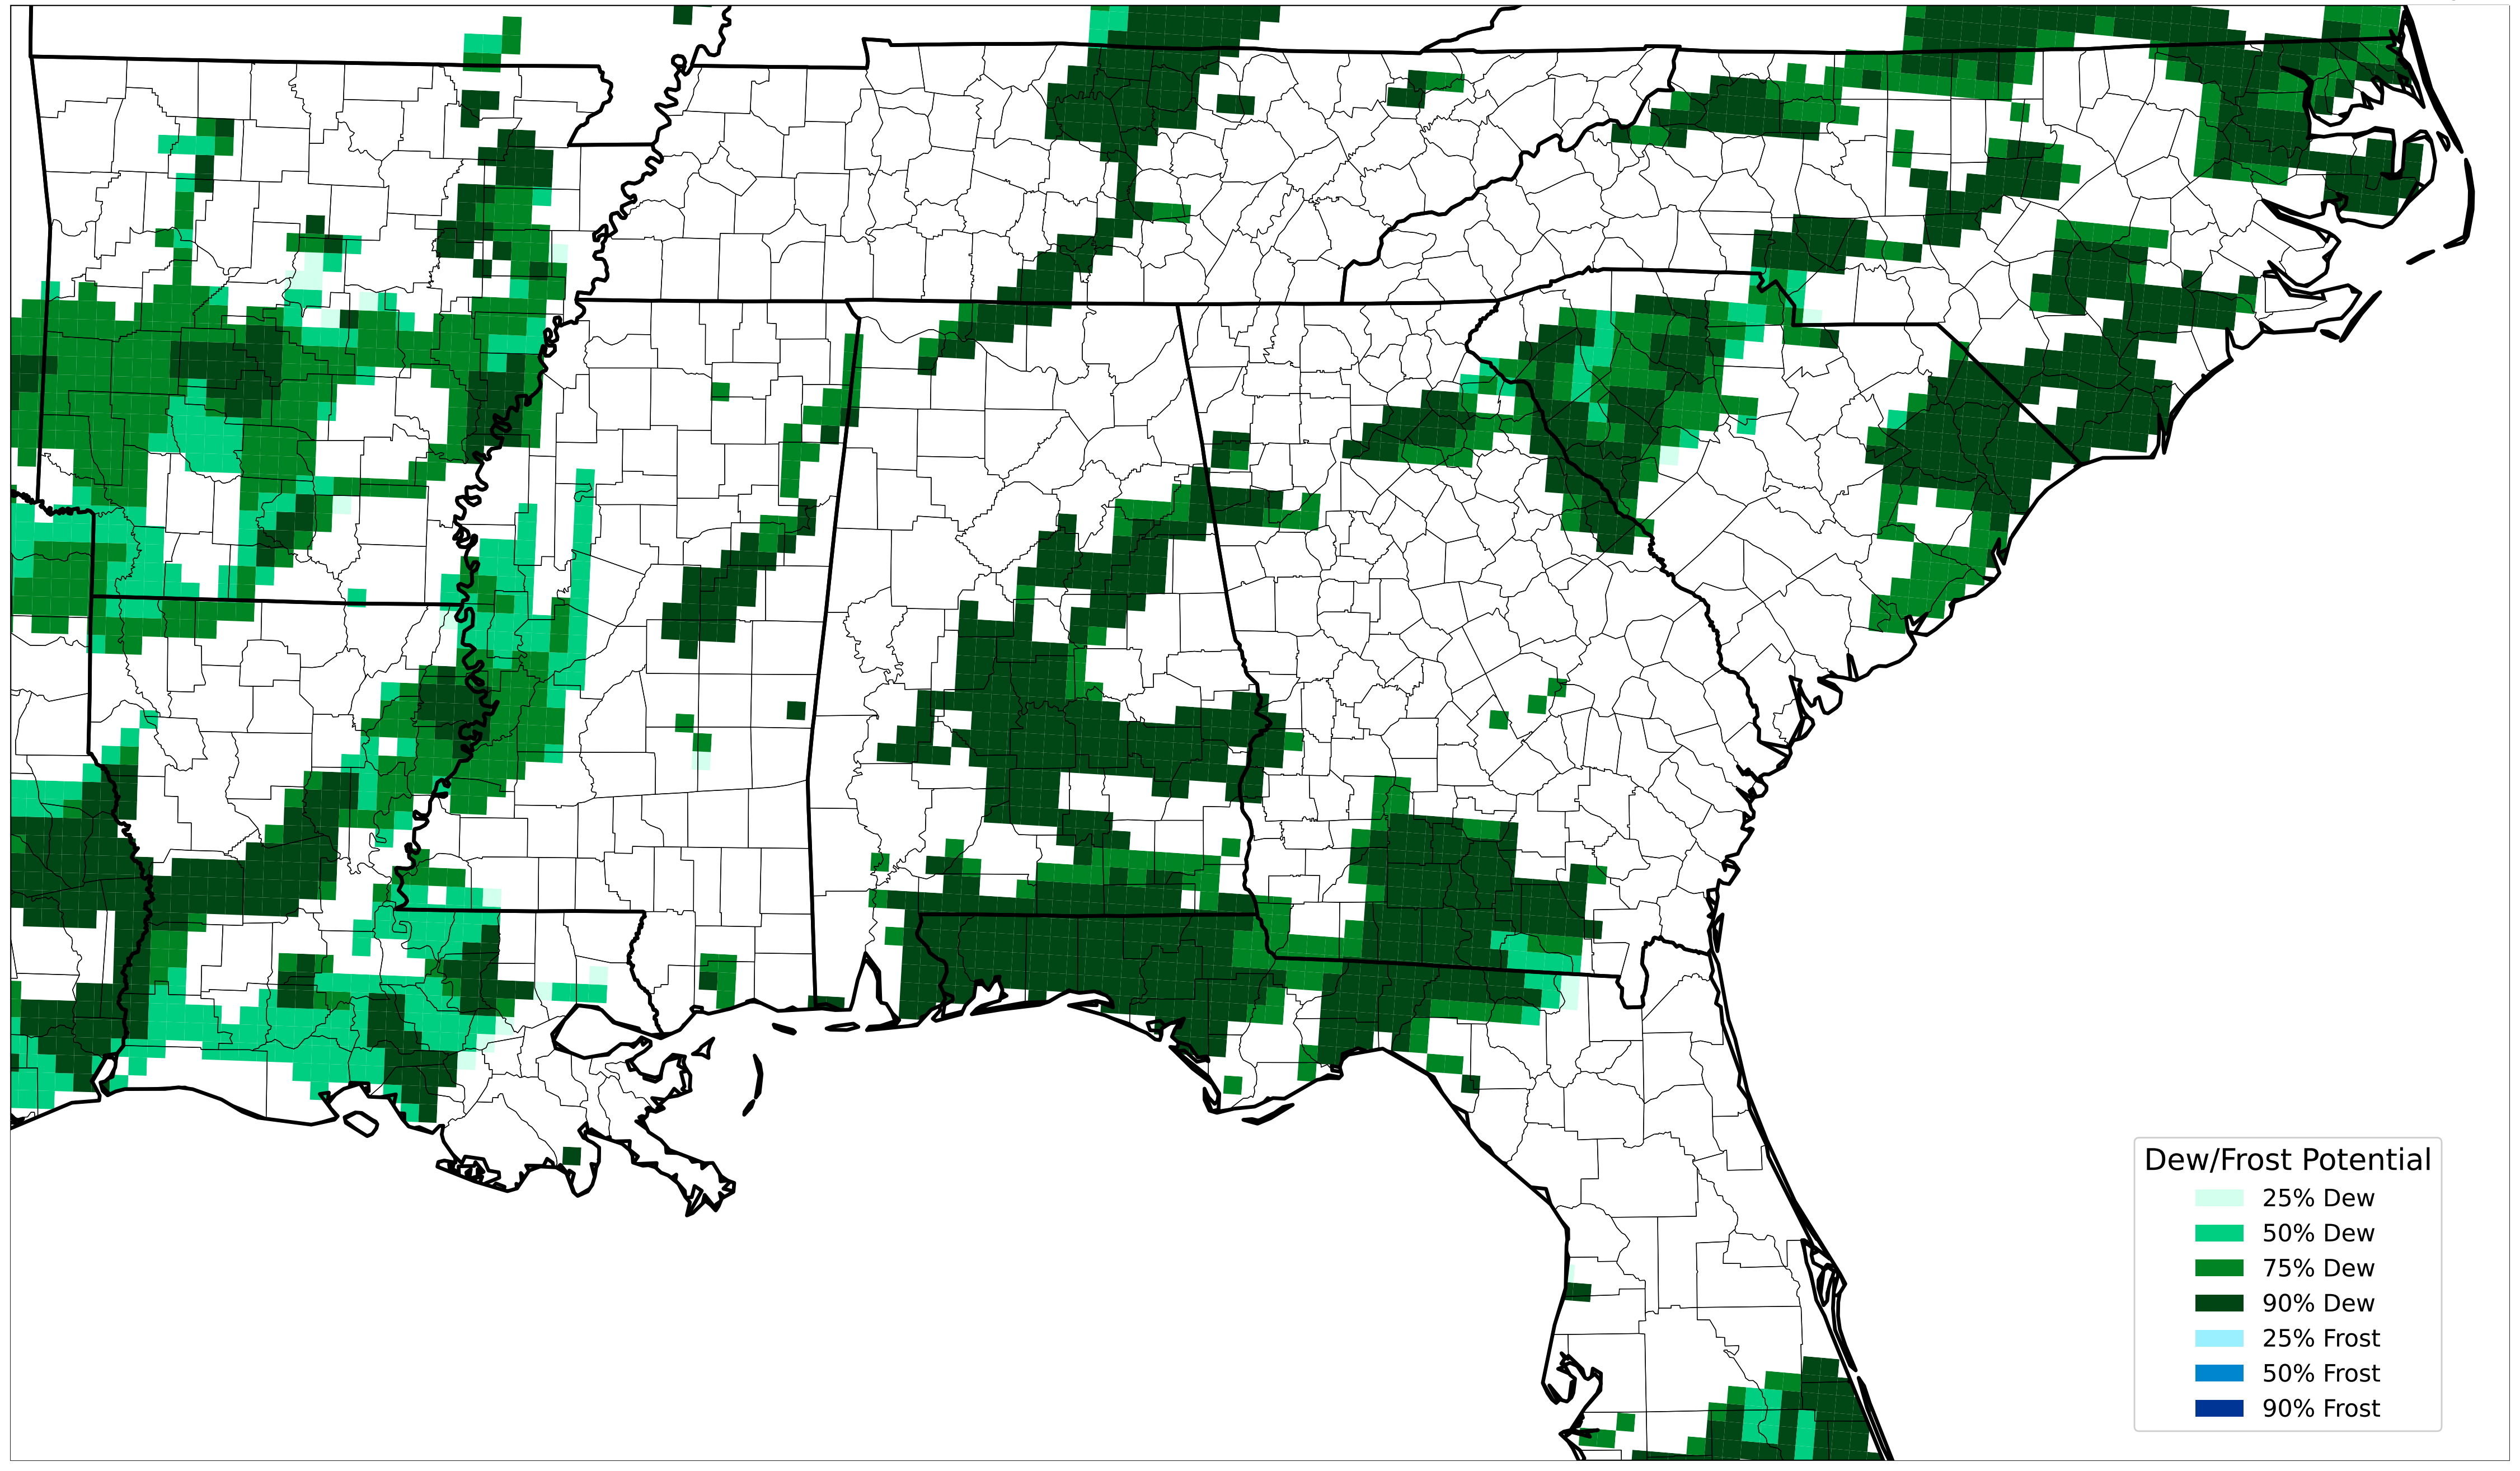 Dew/Frost Potential
25% Dew
50% Dew
75% Dew
90% Dew
25% Frost
50% Frost
90% Frost